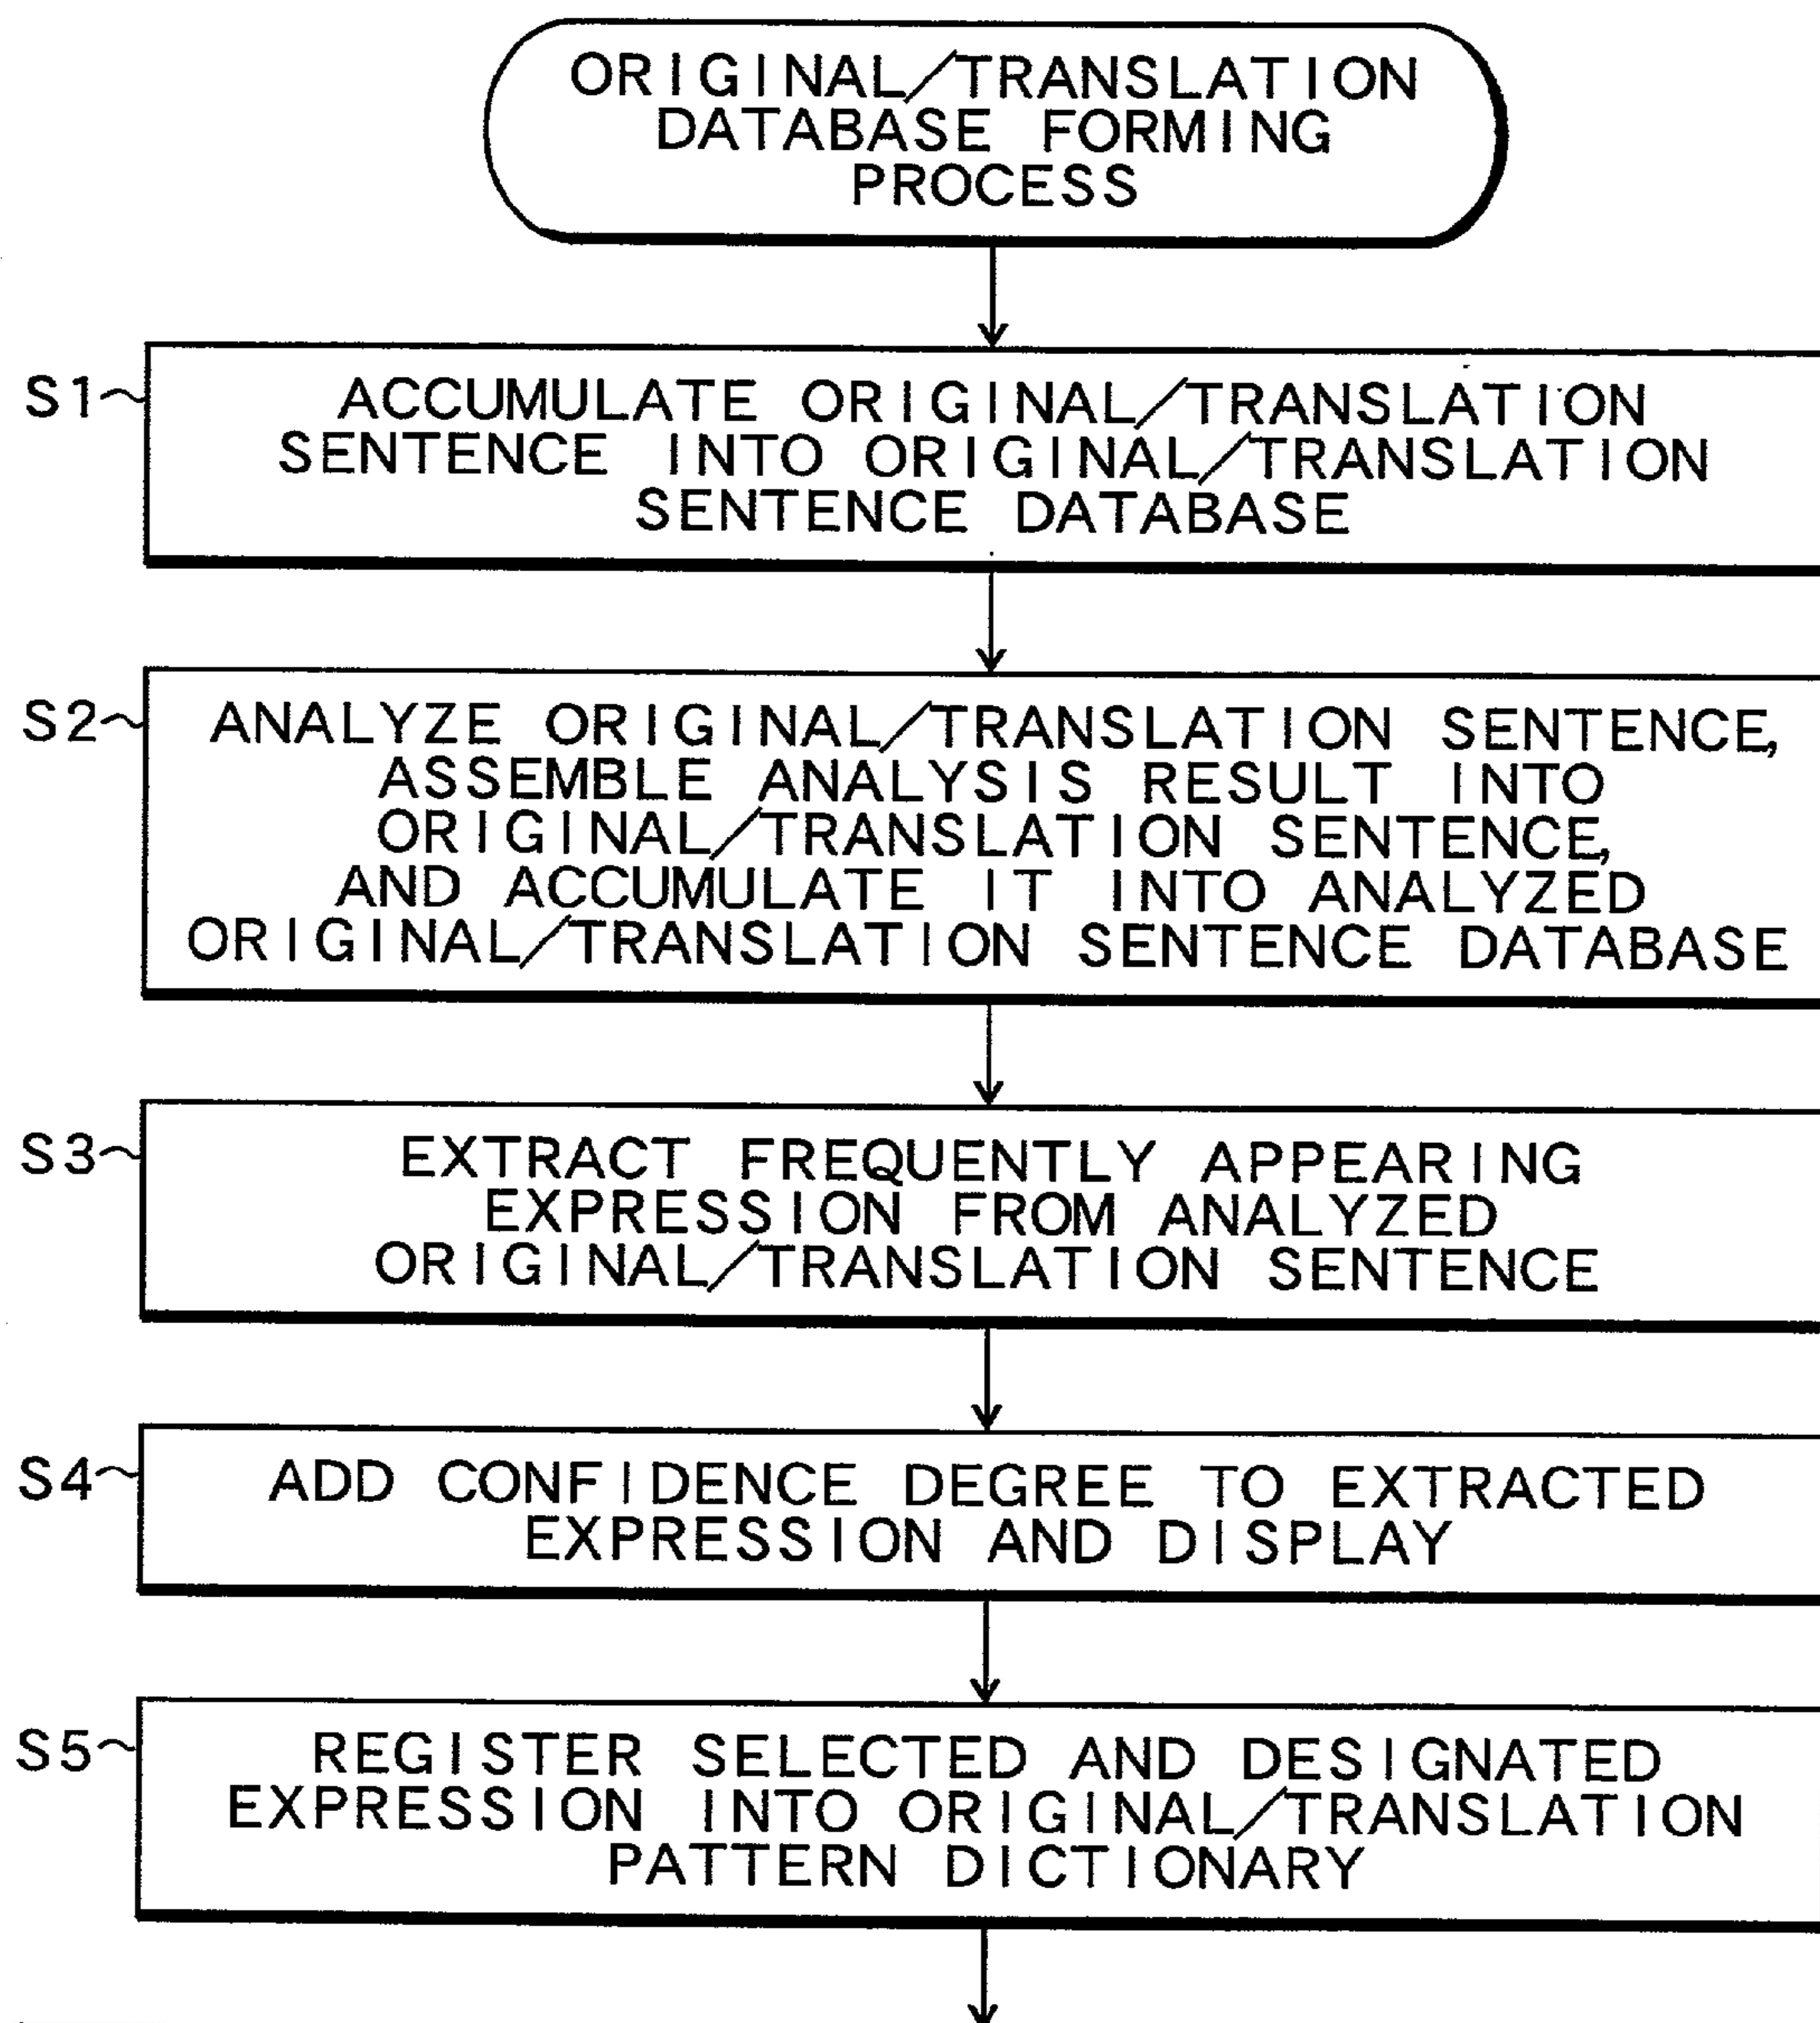 ORIGINAL/TRANSLATION
DATABASE FORMING
PROCESS
S1
ACCUMULATE ORIGINAL/TRANSLATION
SENTENCE INTO ORIGINAL/TRANSLATION
SENTENCE DATABASE
S2
ANALYZE ORIGINAL/TRANSLATION SENTENCE,
ASSEMBLE ANALYSIS RESULT INTO
ORIGINAL/TRANSLATION SENTENCE,
AND ACCUMULATE IT INTO ANALYZED
ORIGINAL/TRANSLATION SENTENCE DATABASE
S3
EXTRACT FREQUENTLY APPEARING
EXPRESSION FROM ANALYZED
ORIGINAL/TRANSLATION SENTENCE
S4
ADD CONFIDENCE DEGREE TO EXTRACTED
EXPRESSION AND DISPLAY
S5
REGISTER SELECTED AND DESIGNATED
EXPRESSION INTO ORIGINAL/TRANSLATION
PATTERN DICTIONARY